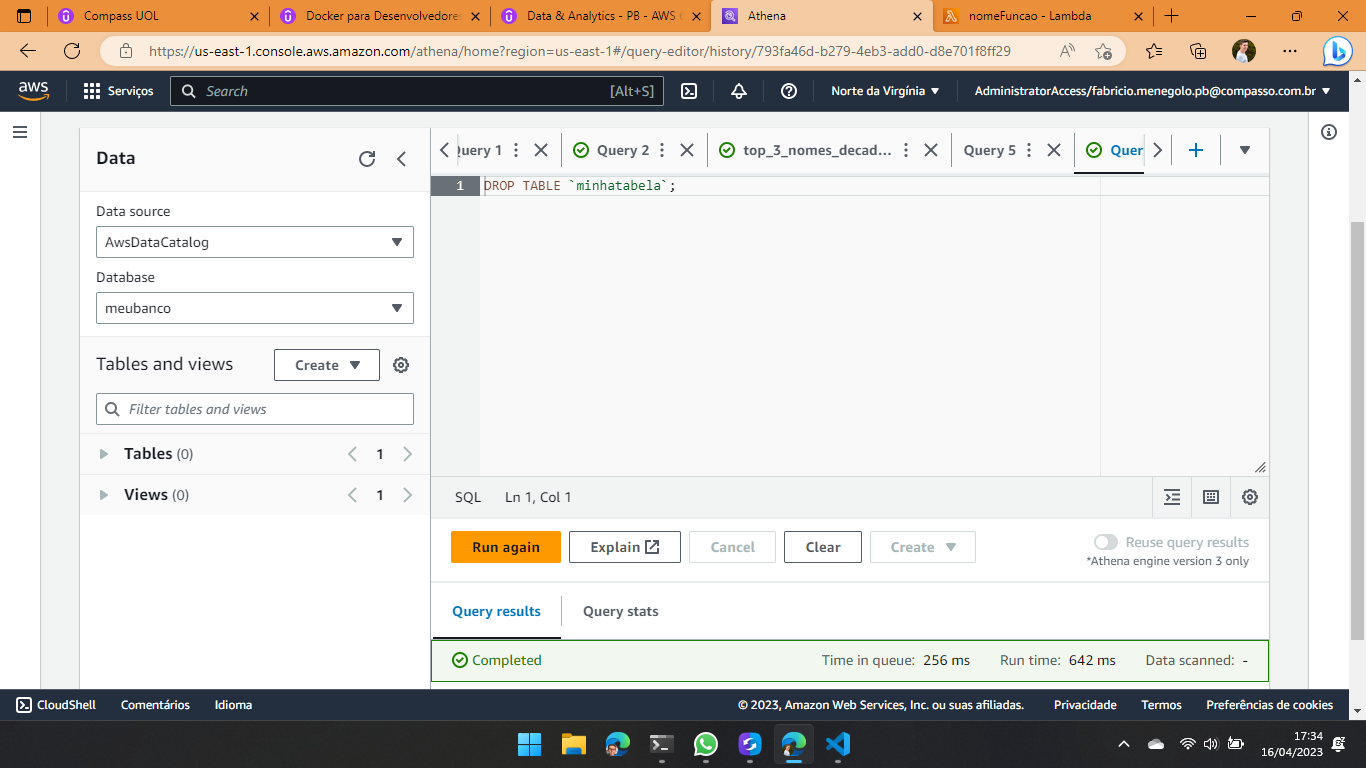 Compass UOL
Docker para Desenvolvedores
Data & Analytics - PB - AWS
Athena
nomeFuncao - Lambda
https://us-east-1.console.aws.amazon.com/athena/home?region=us-east-1#/query-editor/history/793fa46d-b279-4eb3-add0-d8e701f8ff29
aws
Serviços
Search
[Alt+S]
Norte da Virgínia
AdministratorAccess/fabricio.menegolo.pb@compasso.com.br
Data
Data source
AwsDataCatalog
Database
meubanco
Tables and views
Create
Filter tables and views
Tables (0)
1
Views (0)
1
Query 1
Query 2
top_3_nomes_decad...
Query 5
Quer
1 DROP TABLE `minhatabela`;
SQL Ln 1, Col 1
Run again
Explain
Cancel
Clear
Create
Reuse query results
*Athena engine version 3 only
Query results
Query stats
Completed
Time in queue: 256 ms
Run time: 642 ms
Data scanned: -
CloudShell
Comentários
Idioma
© 2023, Amazon Web Services, Inc. ou suas afiliadas.
Privacidade
Termos
Preferências de cookies
17:34
16/04/2023